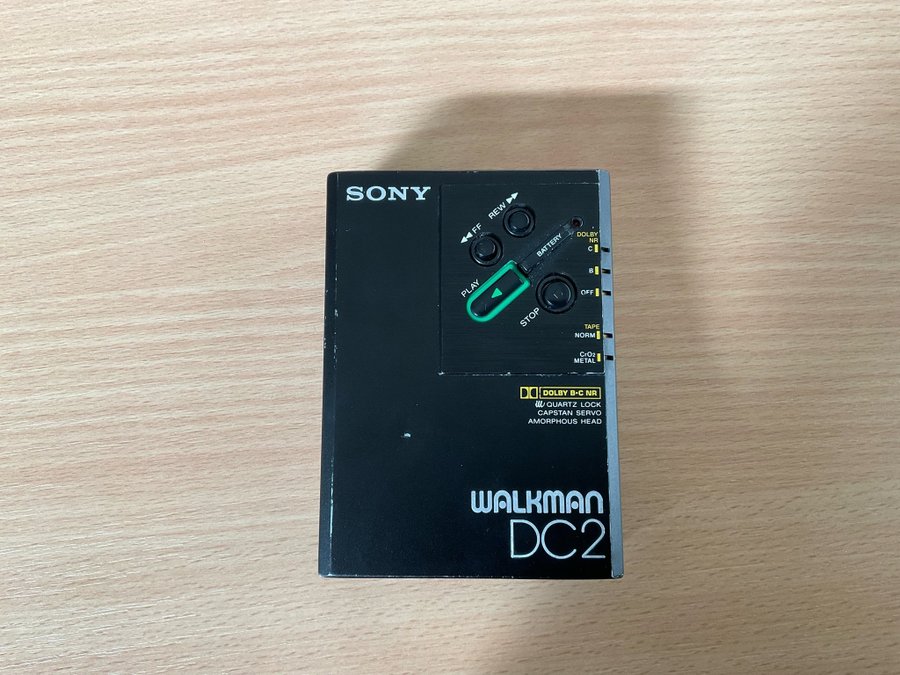 SONY
◀◀ FF
REW ▶▶
BATTERY
PLAY
STOP
DOLBY
NR
C
B
OFF
TAPE
NORM
CrO2
METAL
DOLBY B-C NR
QUARTZ LOCK
CAPSTAN SERVO
AMORPHOUS HEAD
WALKMAN
DC2